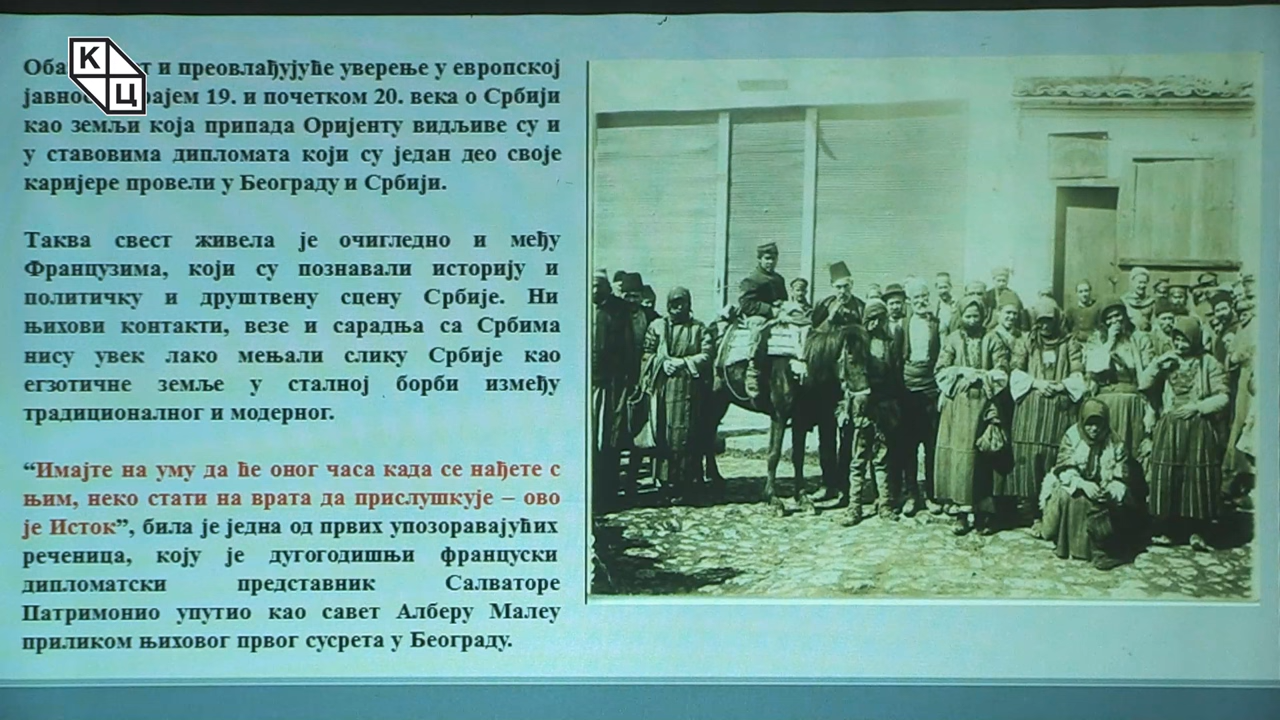 К
Ц
и преовлађујуће уверење у европској
19. и почетком 20. века о Србији
као земљи која припада Оријенту видљиве су и
у ставовима дипломата који су један део своје
каријере провели у Београду и Србији.
Таква свест живела је очигледно и међу
Французима, који су познавали историју и
политичку и друштвену сцену Србије. Ни
њихови контакти, везе и сарадња са Србима
нису увек лако мењали слику Србије као
егзотичне земље у сталној борби између
традиционалног и модерног.
“Имајте на уму да ће оног часа када се нађете с
њим, неко стати на врата да прислушкује – ово
је Исток”, била је једна од првих упозоравајућих
реченица, коју је дугогодишњи француски
дипломатски представник Салваторе
Патримонио упутио као савет Алберу Малеу
приликом њиховог првог сусрета у Београду.